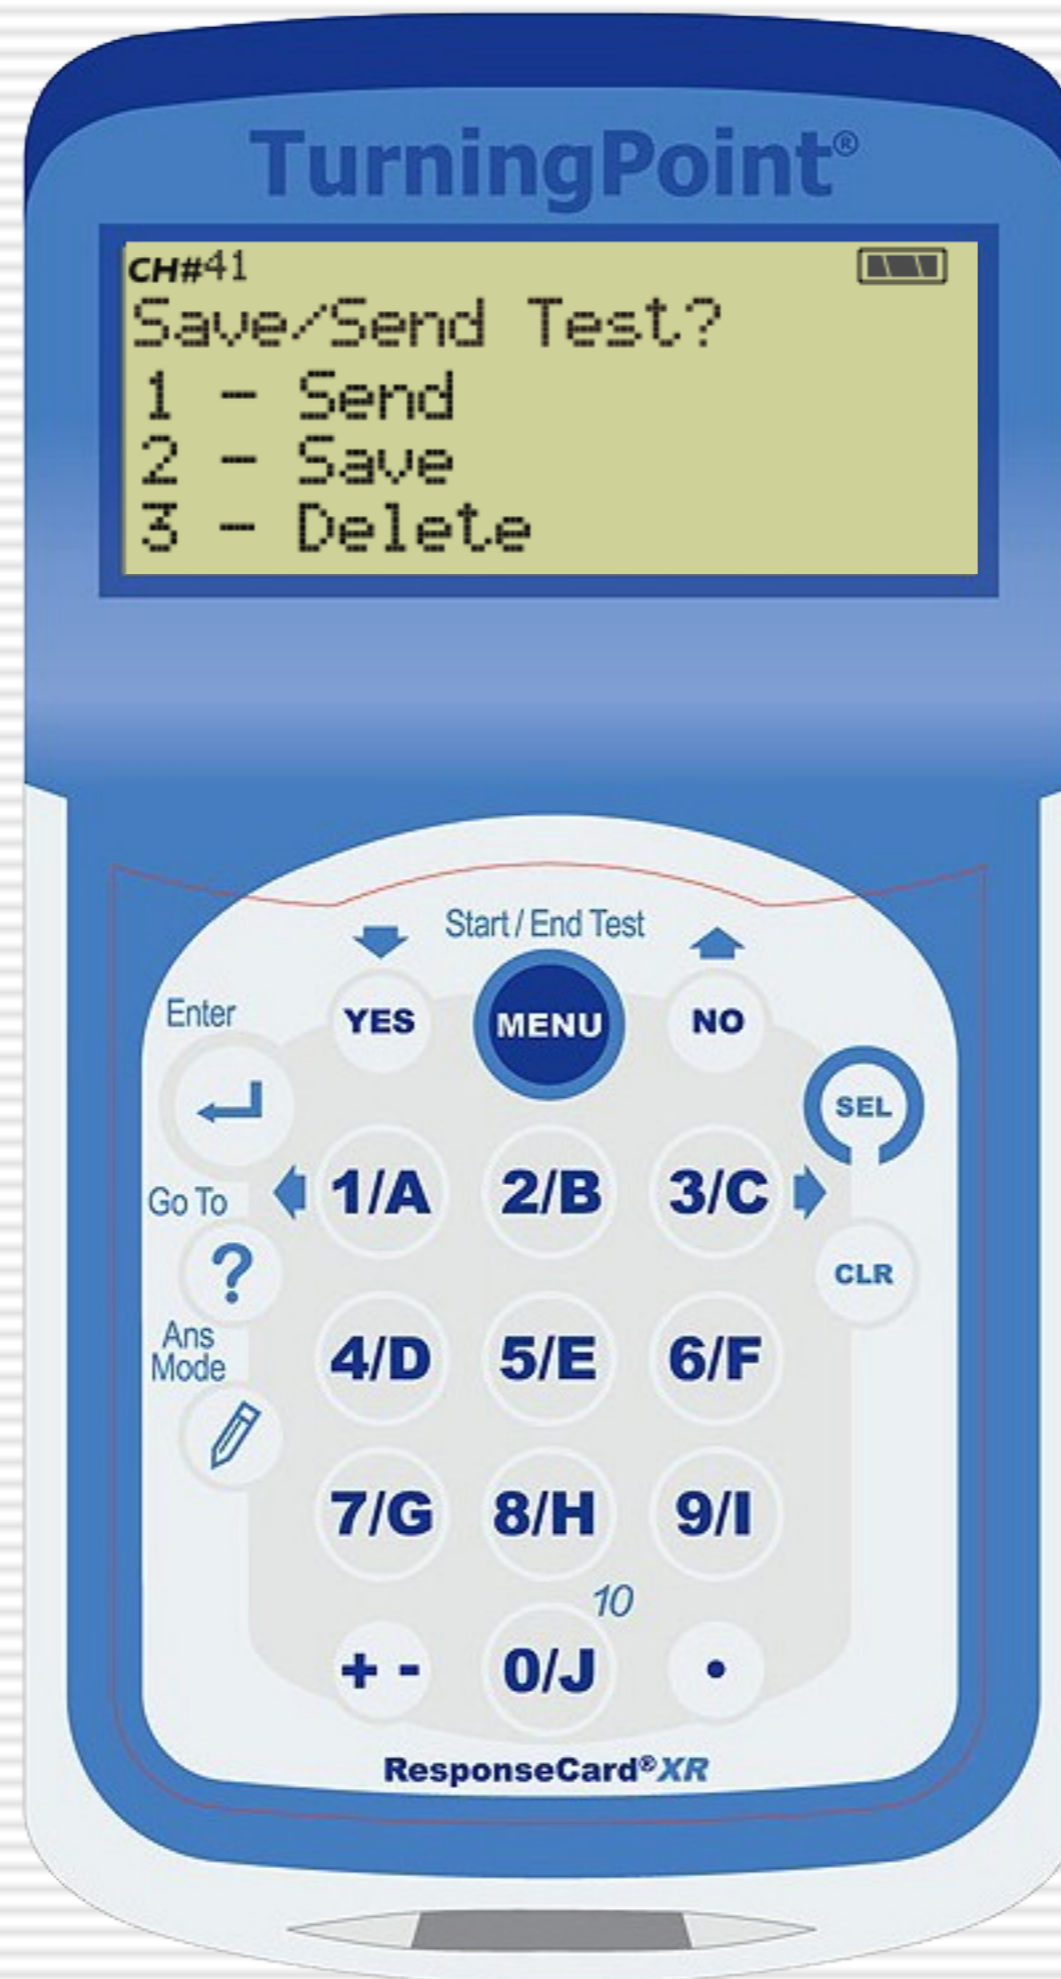 TurningPoint®
CH#41
Save/Send Test?
1 - Send
2 - Save
3 - Delete
Start / End Test
Enter
YES MENU NO
SEL
Go To
1/A 2/B 3/C
?
CLR
Ans
Mode
4/D 5/E 6/F
7/G 8/H 9/I
10
+ - 0/J •
ResponseCard®XR